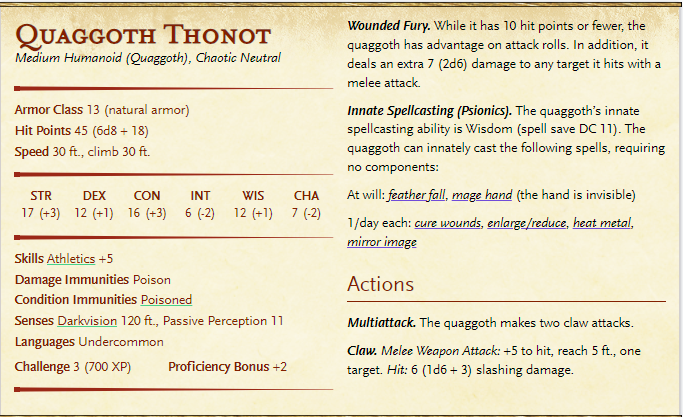 Quaggoth Thonot
Medium Humanoid (Quaggoth), Chaotic Neutral
Armor Class 13 (natural armor)
Hit Points 45 (6d8 + 18)
Speed 30 ft., climb 30 ft.
STR DEX CON INT WIS CHA
17 (+3) 12 (+1) 16 (+3) 6 (-2) 12 (+1) 7 (-2)
Skills Athletics +5
Damage Immunities Poison
Condition Immunities Poisoned
Senses Darkvision 120 ft., Passive Perception 11
Languages Undercommon
Challenge 3 (700 XP) Proficiency Bonus +2
Wounded Fury. While it has 10 hit points or fewer, the
quaggoth has advantage on attack rolls. In addition, it
deals an extra 7 (2d6) damage to any target it hits with a
melee attack.
Innate Spellcasting (Psionics). The quaggoth's innate
spellcasting ability is Wisdom (spell save DC 11). The
quaggoth can innately cast the following spells, requiring
no components:
At will: feather fall, mage hand (the hand is invisible)
1/day each: cure wounds, enlarge/reduce, heat metal,
mirror image
Actions
Multiattack. The quaggoth makes two claw attacks.
Claw. Melee Weapon Attack: +5 to hit, reach 5 ft., one
target. Hit: 6 (1d6 + 3) slashing damage.